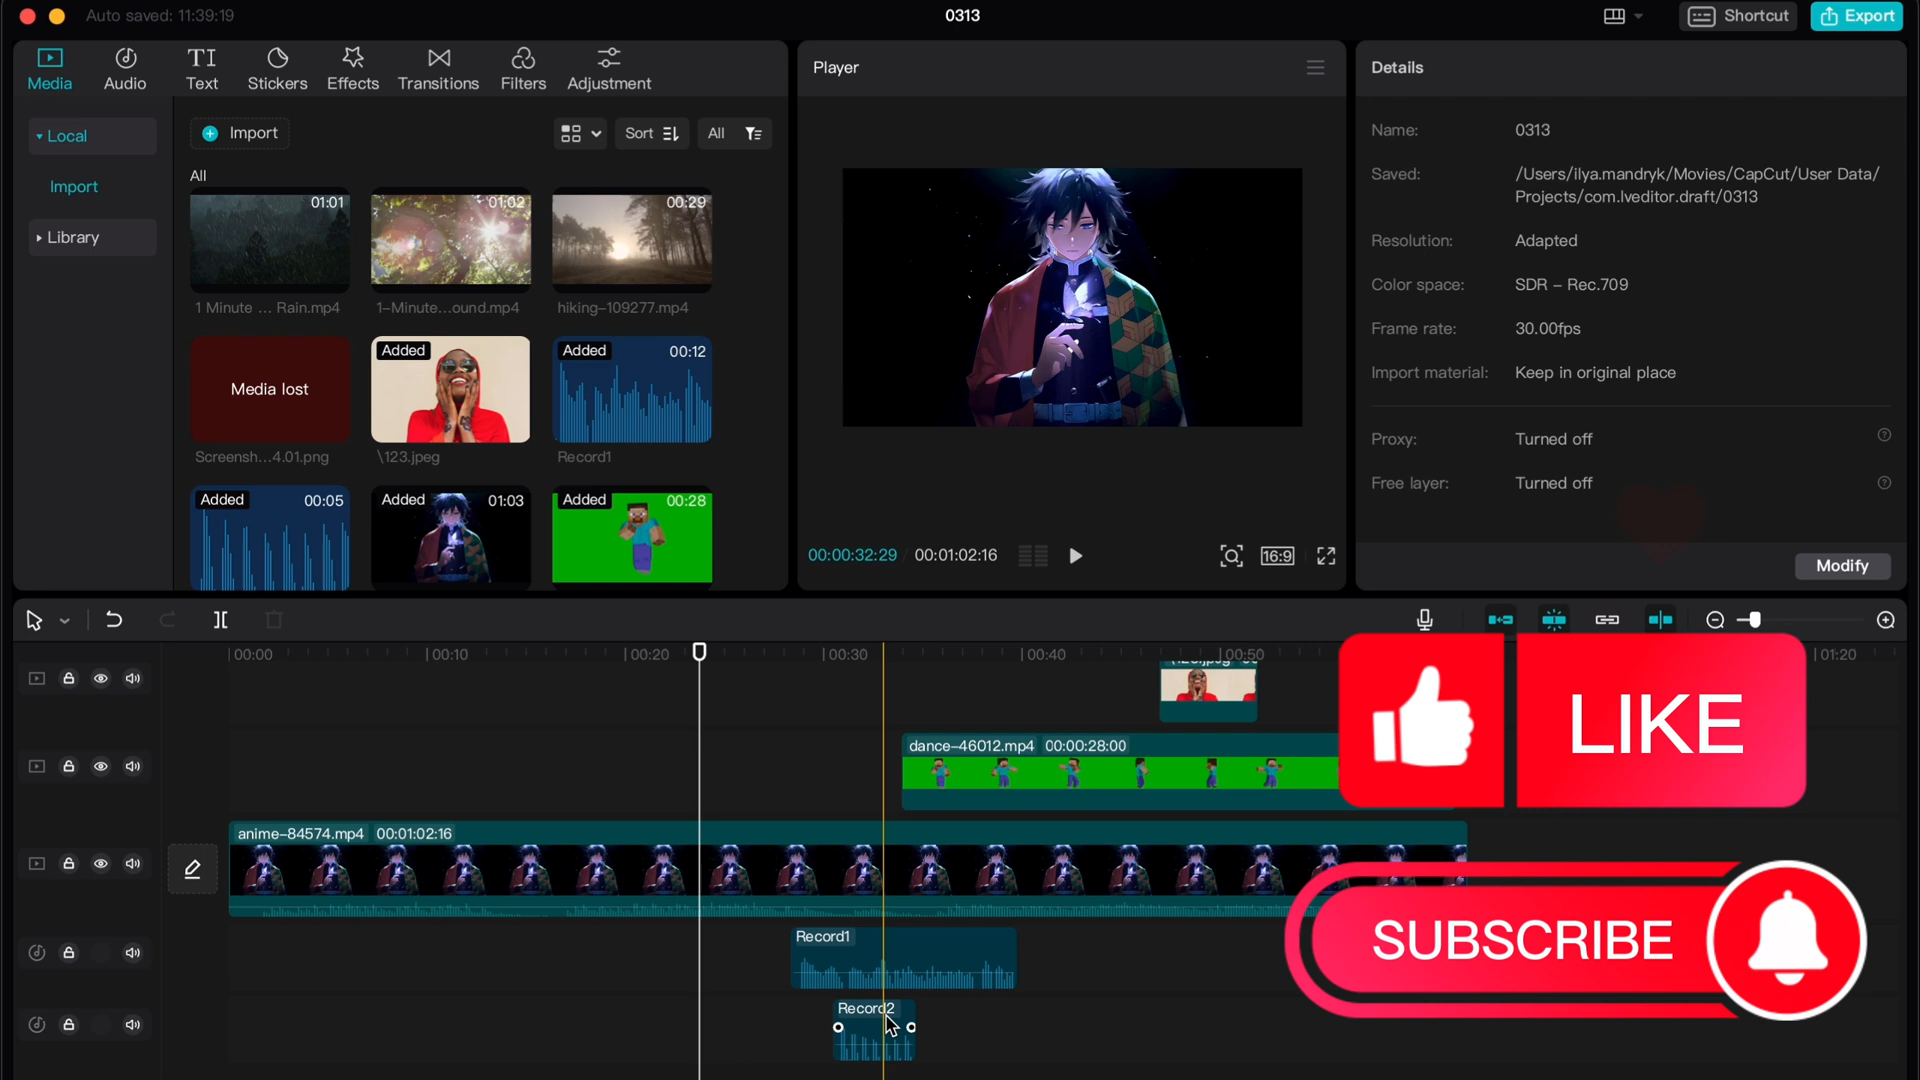 Auto saved: 11:39:19
0313
Shortcut
Export
Media
Audio
TI
Text
Stickers
Effects
Transitions
Filters
Adjustment
Player
Details
Local
Import
Sort
All
Import
Library
All
01:01
01:02
00:29
1 Minute ... Rain.mp4
1-Minute...ound.mp4
hiking-109277.mp4
Media lost
Added
Added
00:12
Screensh...4.01.png
\123.jpeg
Record1
Added
00:05
Added
01:03
Added
00:28
00:00:32:29 / 00:01:02:16
16:9
Name: 0313
Saved: /Users/ilya.mandryk/Movies/CapCut/User Data/
Projects/com.lveditor.draft/0313
Resolution: Adapted
Color space: SDR – Rec.709
Frame rate: 30.00fps
Import material: Keep in original place
Proxy: Turned off
Free layer: Turned off
Modify
00:00
00:10
00:20
00:30
00:40
00:50
01:20
dance-46012.mp4 00:00:28:00
anime-84574.mp4 00:01:02:16
Record1
Record2
LIKE
SUBSCRIBE